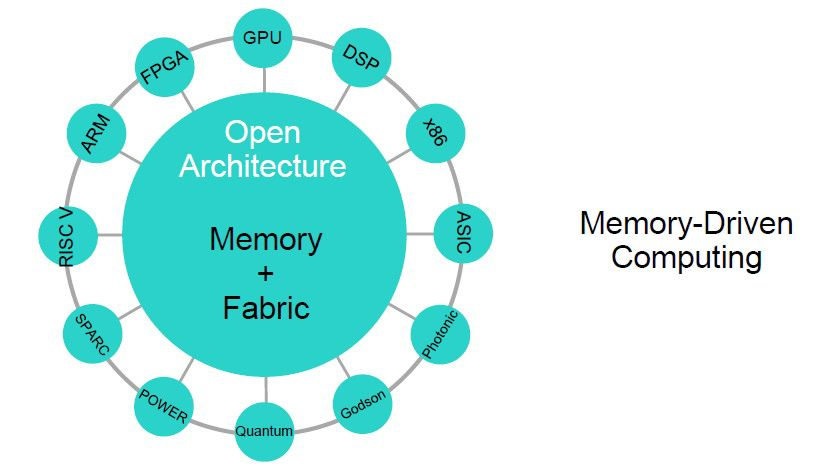 GPU
DSP
x86
ASIC
Photonic
Godson
Quantum
POWER
SPARC
RISC V
ARM
FPGA
Open
Architecture
Memory
+
Fabric
Memory-Driven
Computing